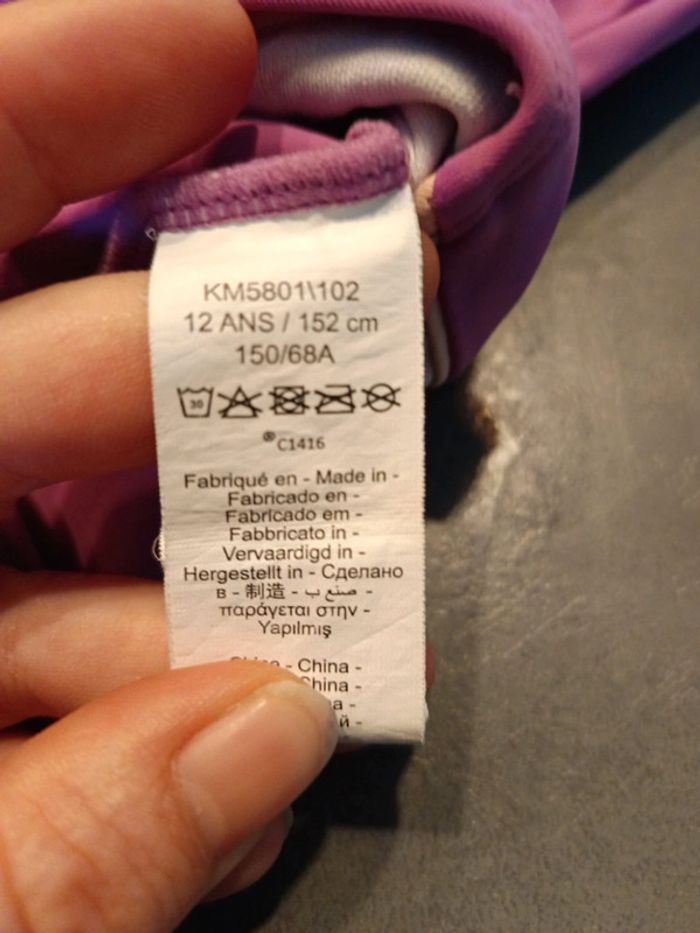 KM5801\102
12 ANS / 152 cm
150/68A
30
®C1416
Fabriqué en - Made in -
Fabricado en -
Fabricado em -
Fabbricato in -
Vervaardigd in -
Hergestellt in - Сделано
в - 制造 - صنع ب -
παράγεται στην -
Yapılmış
- China -
China -